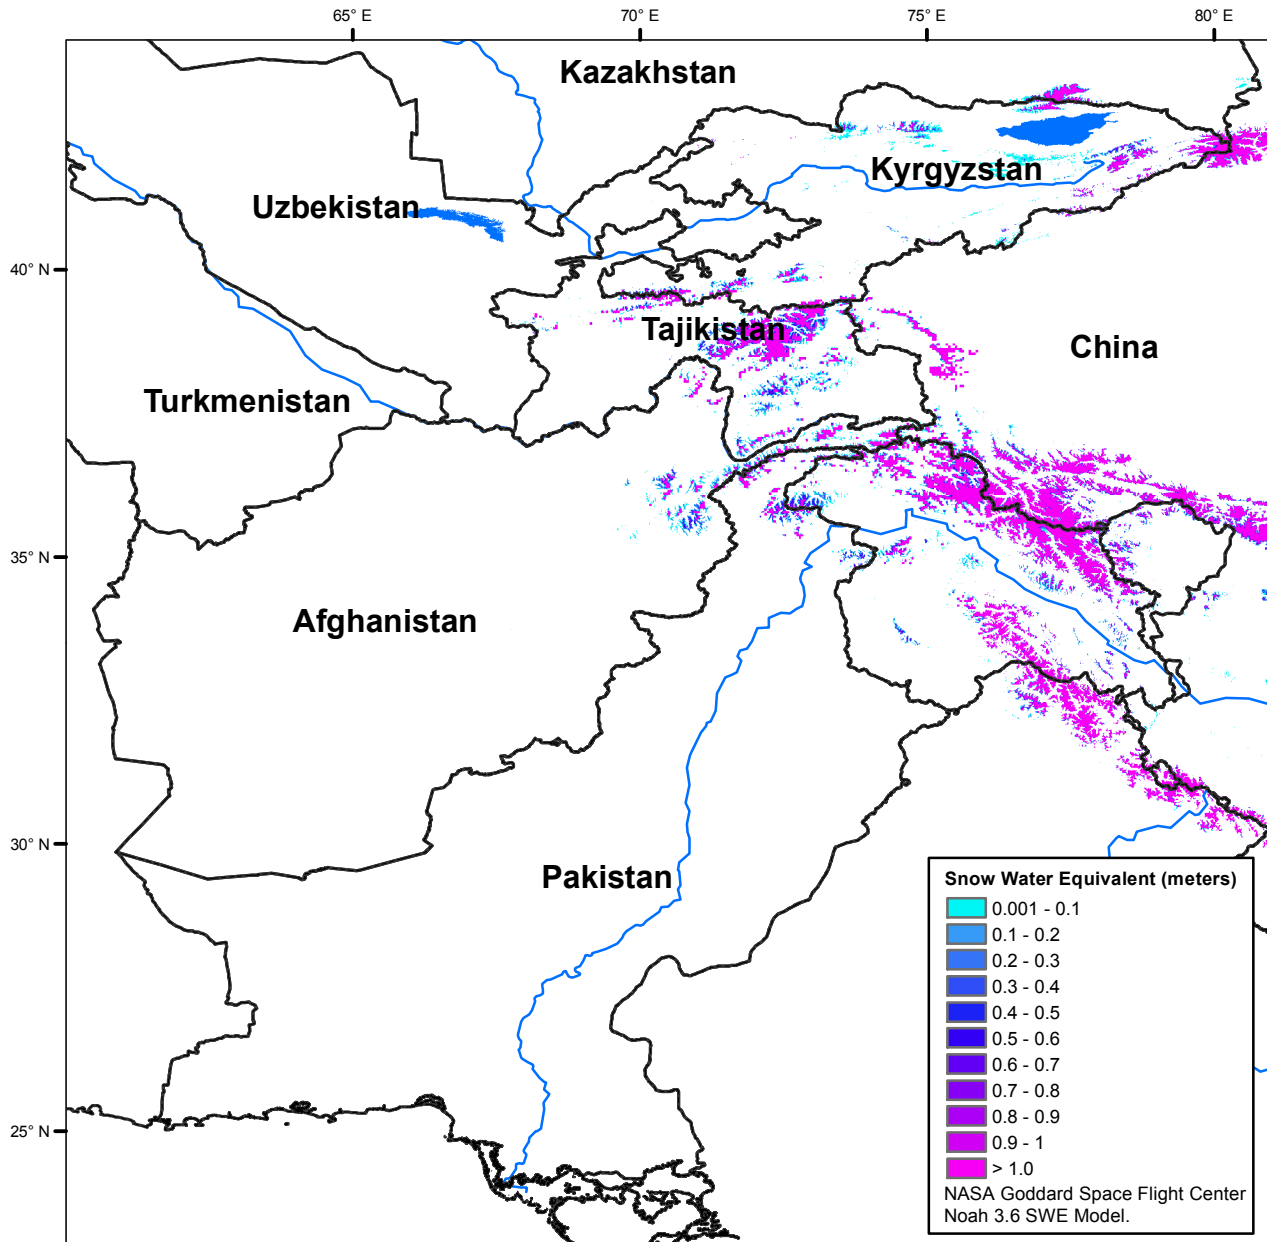 65° E
70° E
75° E
80° E
Kazakhstan
Kyrgyzstan
Uzbekistan
40° N
Tajikistan
China
Turkmenistan
35° N
Afghanistan
30° N
Pakistan
25° N
Snow Water Equivalent (meters)
0.001 - 0.1
0.1 - 0.2
0.2 - 0.3
0.3 - 0.4
0.4 - 0.5
0.5 - 0.6
0.6 - 0.7
0.7 - 0.8
0.8 - 0.9
0.9 - 1
> 1.0
NASA Goddard Space Flight Center
Noah 3.6 SWE Model.